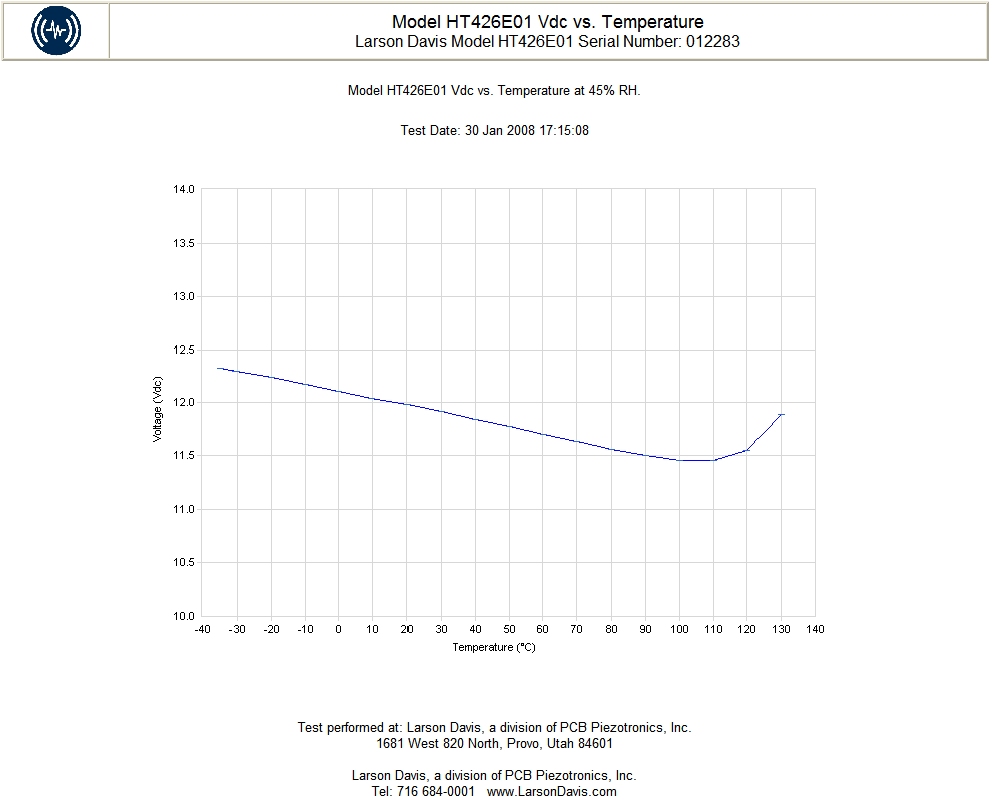 Model HT426E01 Vdc vs. Temperature
Larson Davis Model HT426E01 Serial Number: 012283
Model HT426E01 Vdc vs. Temperature at 45% RH.
Test Date: 30 Jan 2008 17:15:08
14.0
13.5
13.0
12.5
12.0
11.5
11.0
10.5
10.0
Voltage (Vdc)
-40 -30 -20 -10 0 10 20 30 40 50 60 70 80 90 100 110 120 130 140
Temperature (°C)
Test performed at: Larson Davis, a division of PCB Piezotronics, Inc.
1681 West 820 North, Provo, Utah 84601
Larson Davis, a division of PCB Piezotronics, Inc.
Tel: 716 684-0001 www.LarsonDavis.com